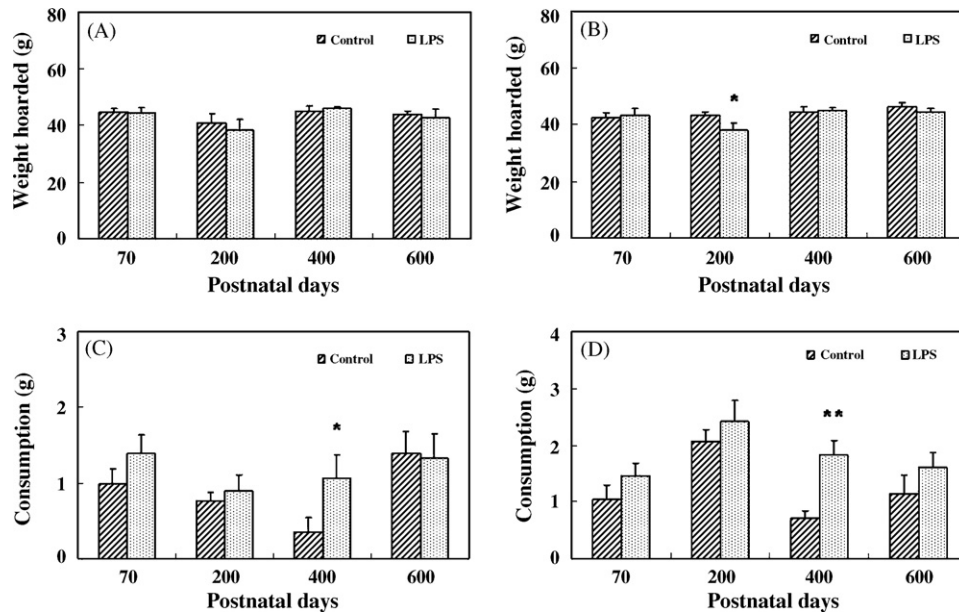 (A)
Control LPS
Weight hoarded (g)
80
60
40
20
0
70 200 400 600
Postnatal days
(B)
Control LPS
Weight hoarded (g)
80
60
40
20
0
*
70 200 400 600
Postnatal days
(C)
Control LPS
Consumption (g)
3
2
1
0
*
70 200 400 600
Postnatal days
(D)
Control LPS
Consumption (g)
4
3
2
1
0
**
70 200 400 600
Postnatal days